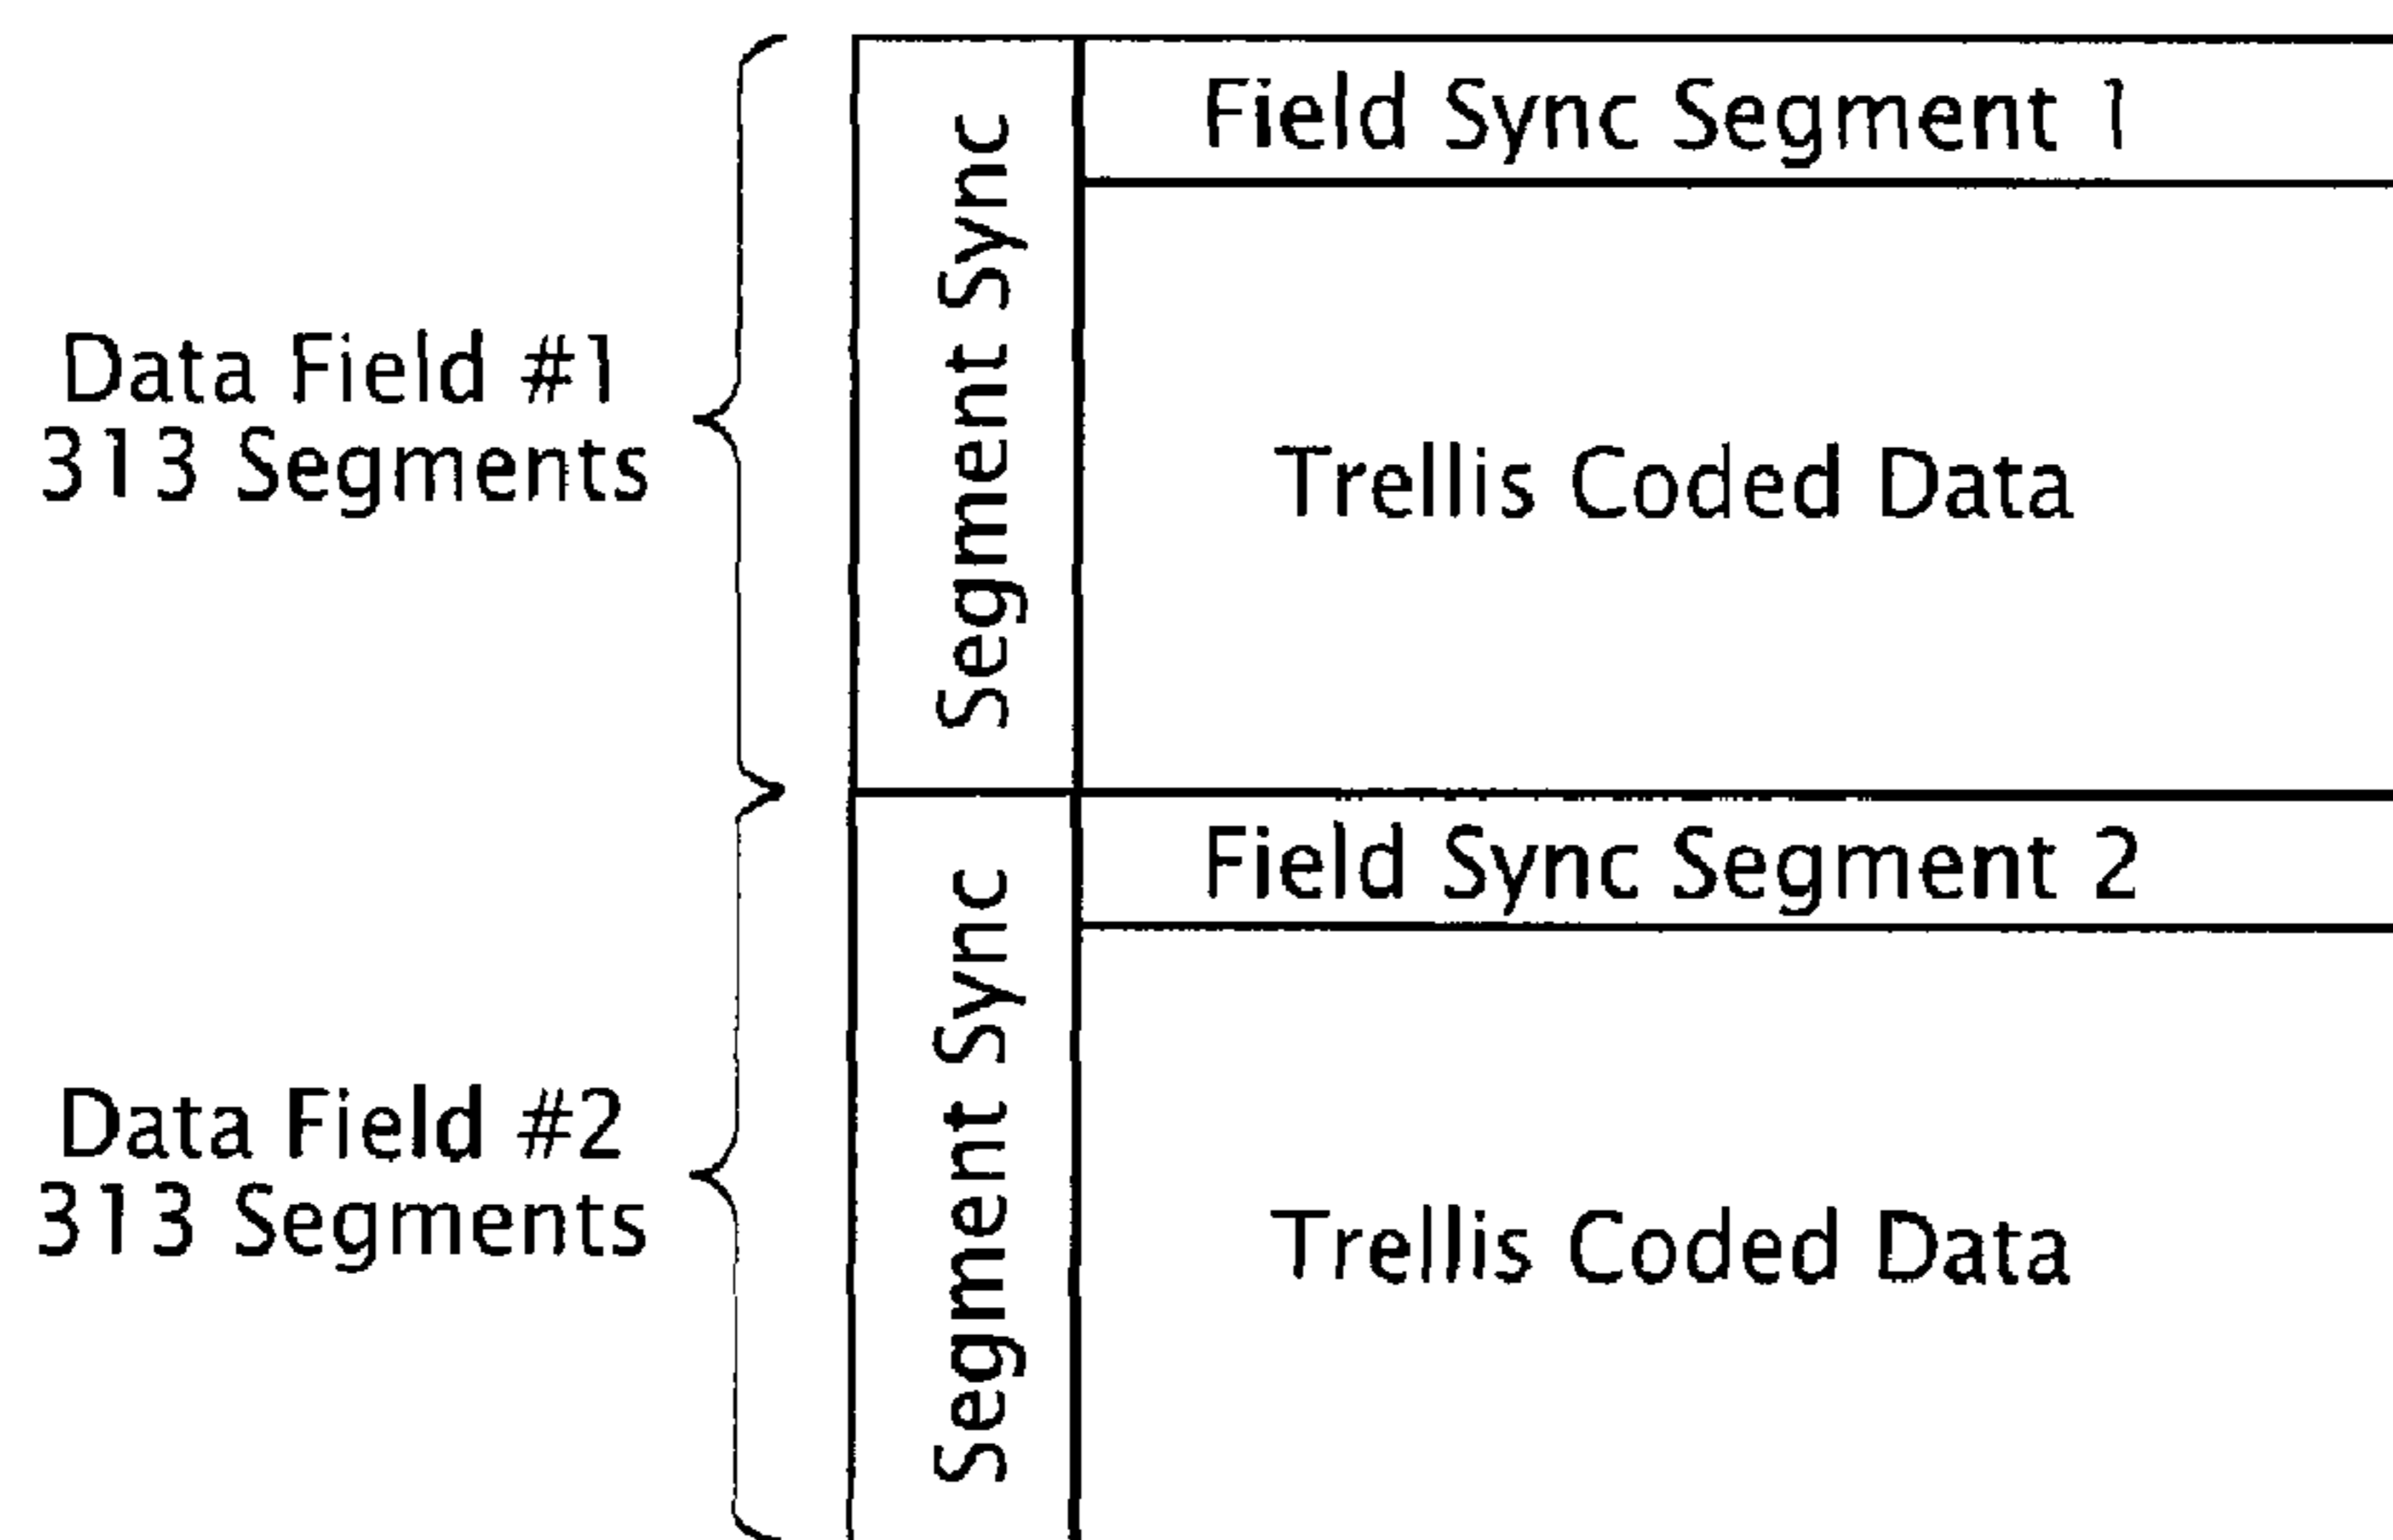 Field Sync Segment 1
Segment Sync
Data Field #1
313 Segments
Trellis Coded Data
Field Sync Segment 2
Segment Sync
Data Field #2
313 Segments
Trellis Coded Data